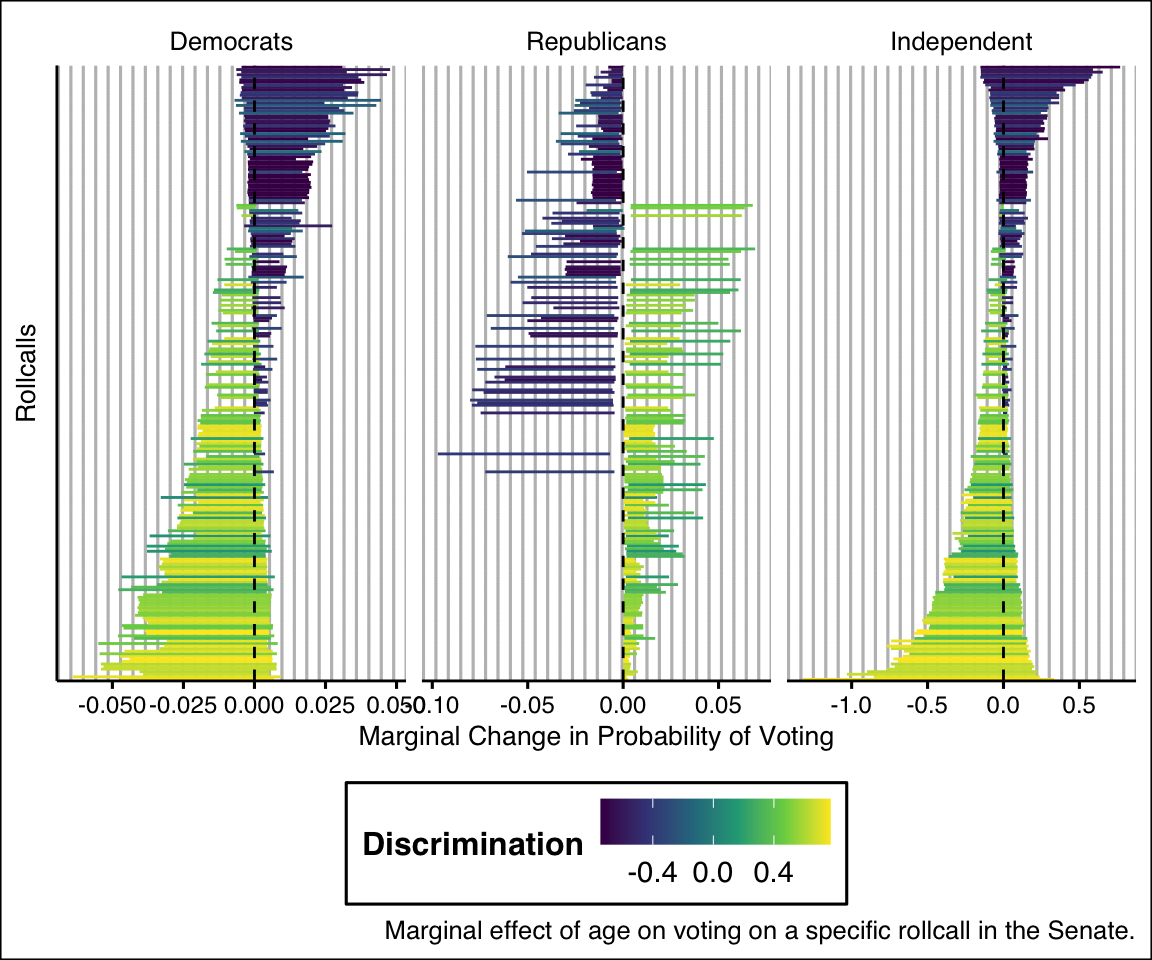 Democrats Republicans Independent
Rollcalls
-0.050 -0.025 0.000 0.025 0.050 -0.10 -0.05 0.00 0.05 -1.0 -0.5 0.0 0.5
Marginal Change in Probability of Voting
Discrimination
-0.4 0.0 0.4
Marginal effect of age on voting on a specific rollcall in the Senate.